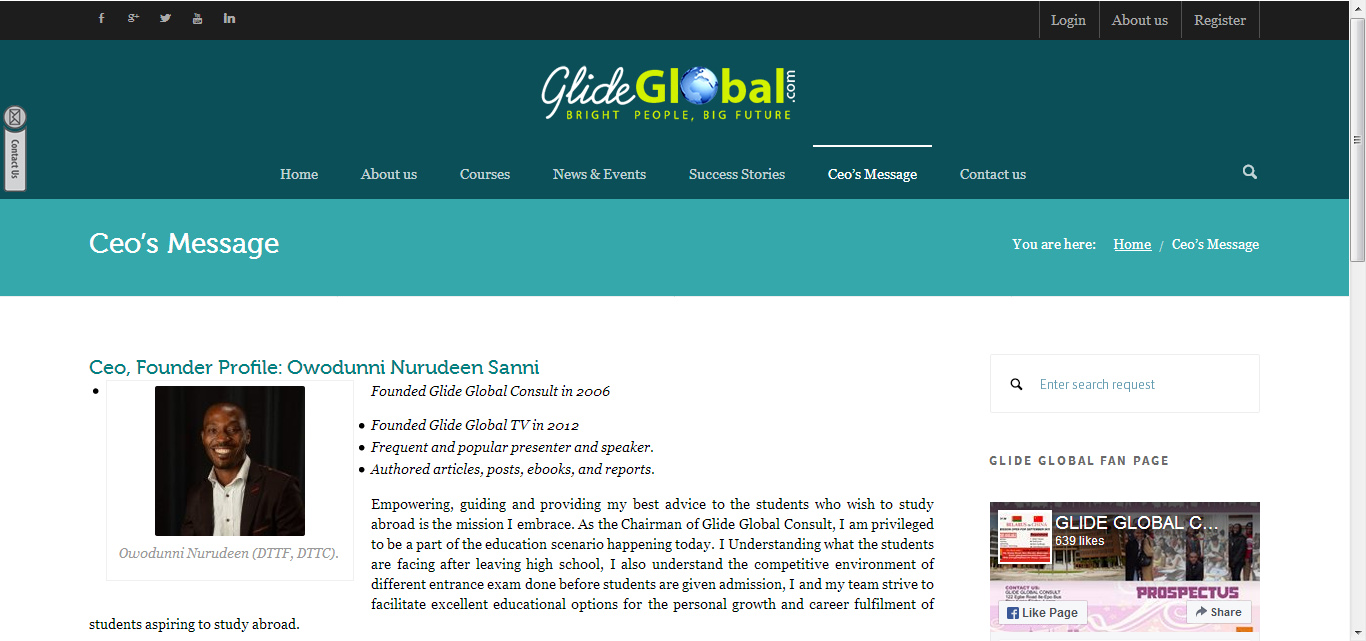 Login
About us
Register
GlideGlobal.com
BRIGHT PEOPLE, BIG FUTURE
Contact Us
Home
About us
Courses
News & Events
Success Stories
Ceo's Message
Contact us
Ceo's Message
You are here: Home / Ceo's Message
Ceo, Founder Profile: Owodunni Nurudeen Sanni
Founded Glide Global Consult in 2006
Founded Glide Global TV in 2012
Frequent and popular presenter and speaker.
Authored articles, posts, ebooks, and reports.
Owodunni Nurudeen (DTTF, DTTC).
Empowering, guiding and providing my best advice to the students who wish to study
abroad is the mission I embrace. As the Chairman of Glide Global Consult, I am privileged
to be a part of the education scenario happening today. I Understanding what the students
are facing after leaving high school, I also understand the competitive environment of
different entrance exam done before students are given admission, I and my team strive to
facilitate excellent educational options for the personal growth and career fulfilment of
students aspiring to study abroad.
Enter search request
GLIDE GLOBAL FAN PAGE
GLIDE GLOBAL C...
639 likes
CONTACT US:
GLIDE GLOBAL CONSULT
PROSPECTUS
Like Page
Share